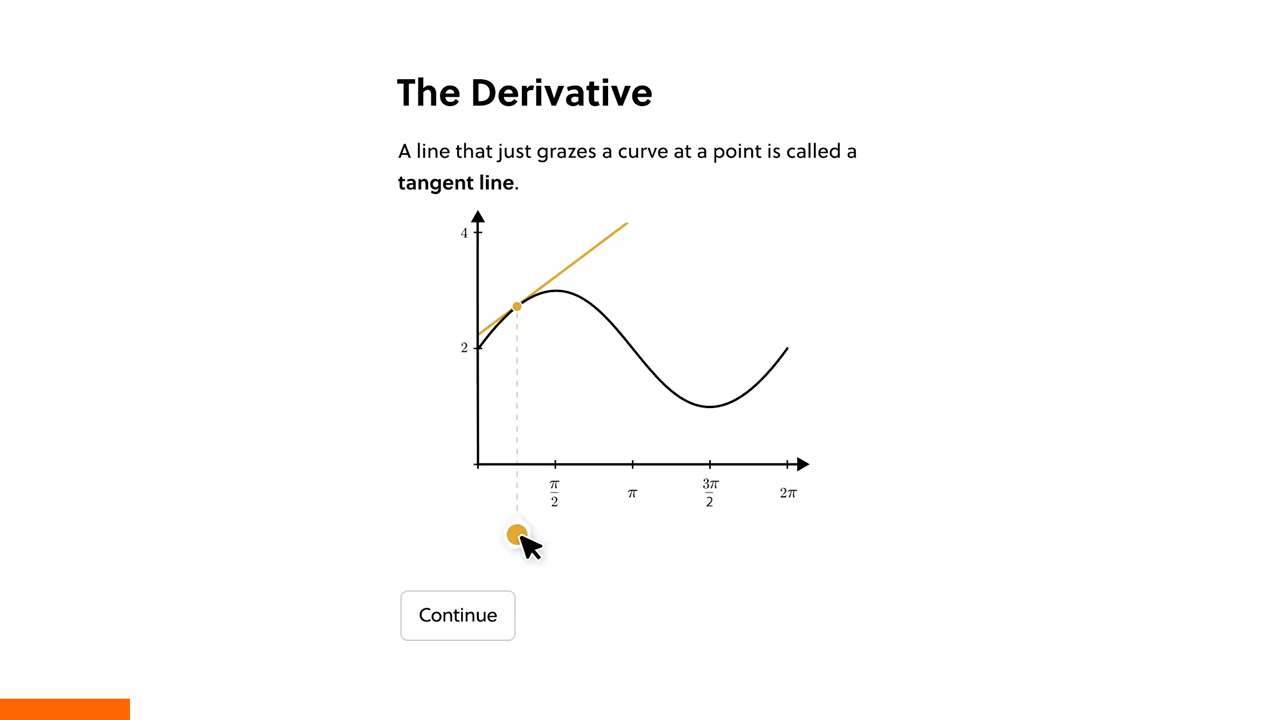 The Derivative
A line that just grazes a curve at a point is called a
tangent line.
4
2
π/2 π 3π/2 2π
Continue